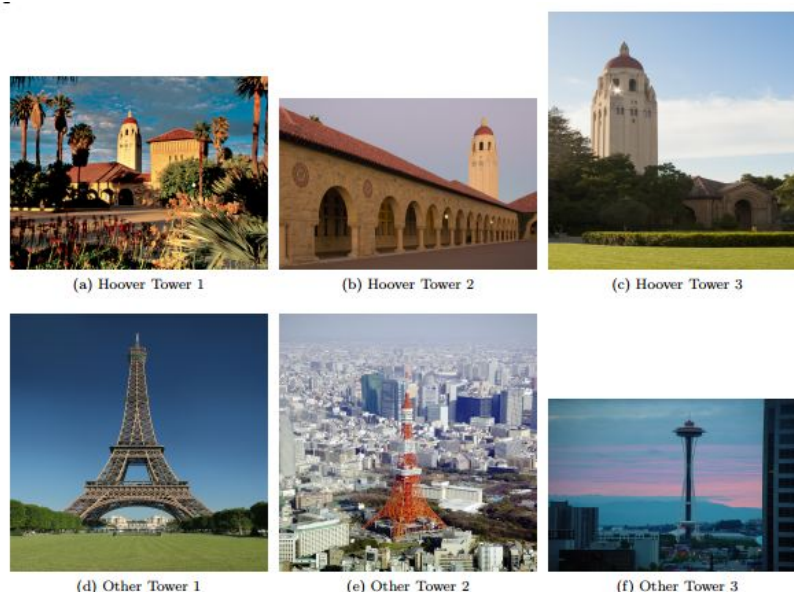 (a) Hoover Tower 1
(b) Hoover Tower 2
(c) Hoover Tower 3
(d) Other Tower 1
(e) Other Tower 2
(f) Other Tower 3